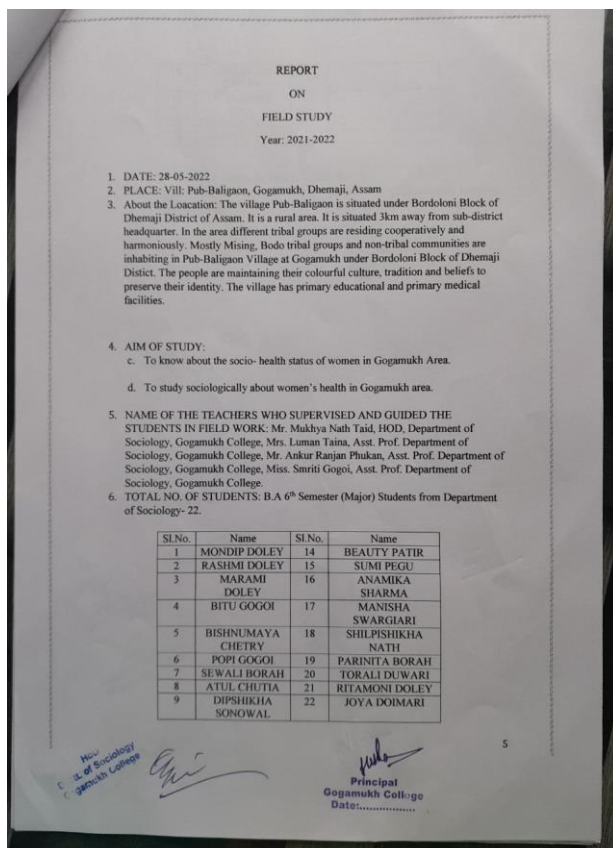 REPORT
ON
FIELD STUDY
Year: 2021-2022
1. DATE: 28-05-2022
2. PLACE: Vill: Pub-Baligaon, Gogamukh, Dhemaji, Assam
3. About the Loacation: The village Pub-Baligaon is situated under Bordoloni Block of
Dhemaji District of Assam. It is a rural area. It is situated 3km away from sub-district
headquarter. In the area different tribal groups are residing cooperatively and
harmoniously. Mostly Mising, Bodo tribal groups and non-tribal communities are
inhabiting in Pub-Baligaon Village at Gogamukh under Bordoloni Block of Dhemaji
Distict. The people are maintaining their colourful culture, tradition and beliefs to
preserve their identity. The village has primary educational and primary medical
facilities.
4. AIM OF STUDY:
c. To know about the socio- health status of women in Gogamukh Area.
d. To study sociologically about women's health in Gogamukh area.
5. NAME OF THE TEACHERS WHO SUPERVISED AND GUIDED THE
STUDENTS IN FIELD WORK: Mr. Mukhya Nath Taid, HOD, Department of
Sociology, Gogamukh College, Mrs. Luman Taina, Asst. Prof. Department of
Sociology, Gogamukh College, Mr. Ankur Ranjan Phukan, Asst. Prof. Department of
Sociology, Gogamukh College, Miss. Smriti Gogoi, Asst. Prof. Department of
Sociology, Gogamukh College.
6. TOTAL NO. OF STUDENTS: B.A 6th Semester (Major) Students from Department
of Sociology- 22.
Sl.No. Name Sl.No. Name
1 MONDIP DOLEY 14 BEAUTY PATIR
2 RASHMI DOLEY 15 SUMI PEGU
3 MARAMI DOLEY 16 ANAMIKA SHARMA
4 BITU GOGOI 17 MANISHA SWARGIARI
5 BISHNUMAYA CHETRY 18 SHILPISHIKHA NATH
6 POPI GOGOI 19 PARINITA BORAH
7 SEWALI BORAH 20 TORALI DUWARI
8 ATUL CHUTIA 21 RITAMONI DOLEY
9 DIPSHIKHA SONOWAL 22 JOYA DOIMARI
5
HOD
of Sociology
Gogamukh College
Principal
Gogamukh College
Date:..................